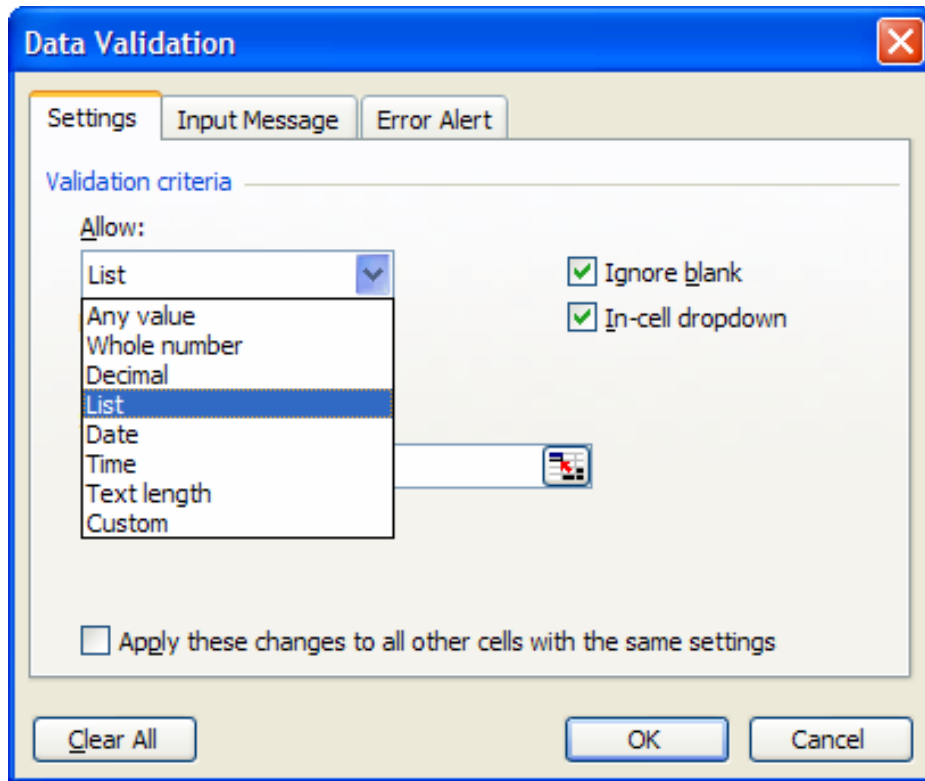 Data Validation
Settings Input Message Error Alert
Validation criteria
Allow:
List
Ignore blank
Any value
In-cell dropdown
Whole number
Decimal
List
Date
Time
Text length
Custom
Apply these changes to all other cells with the same settings
Clear All OK Cancel